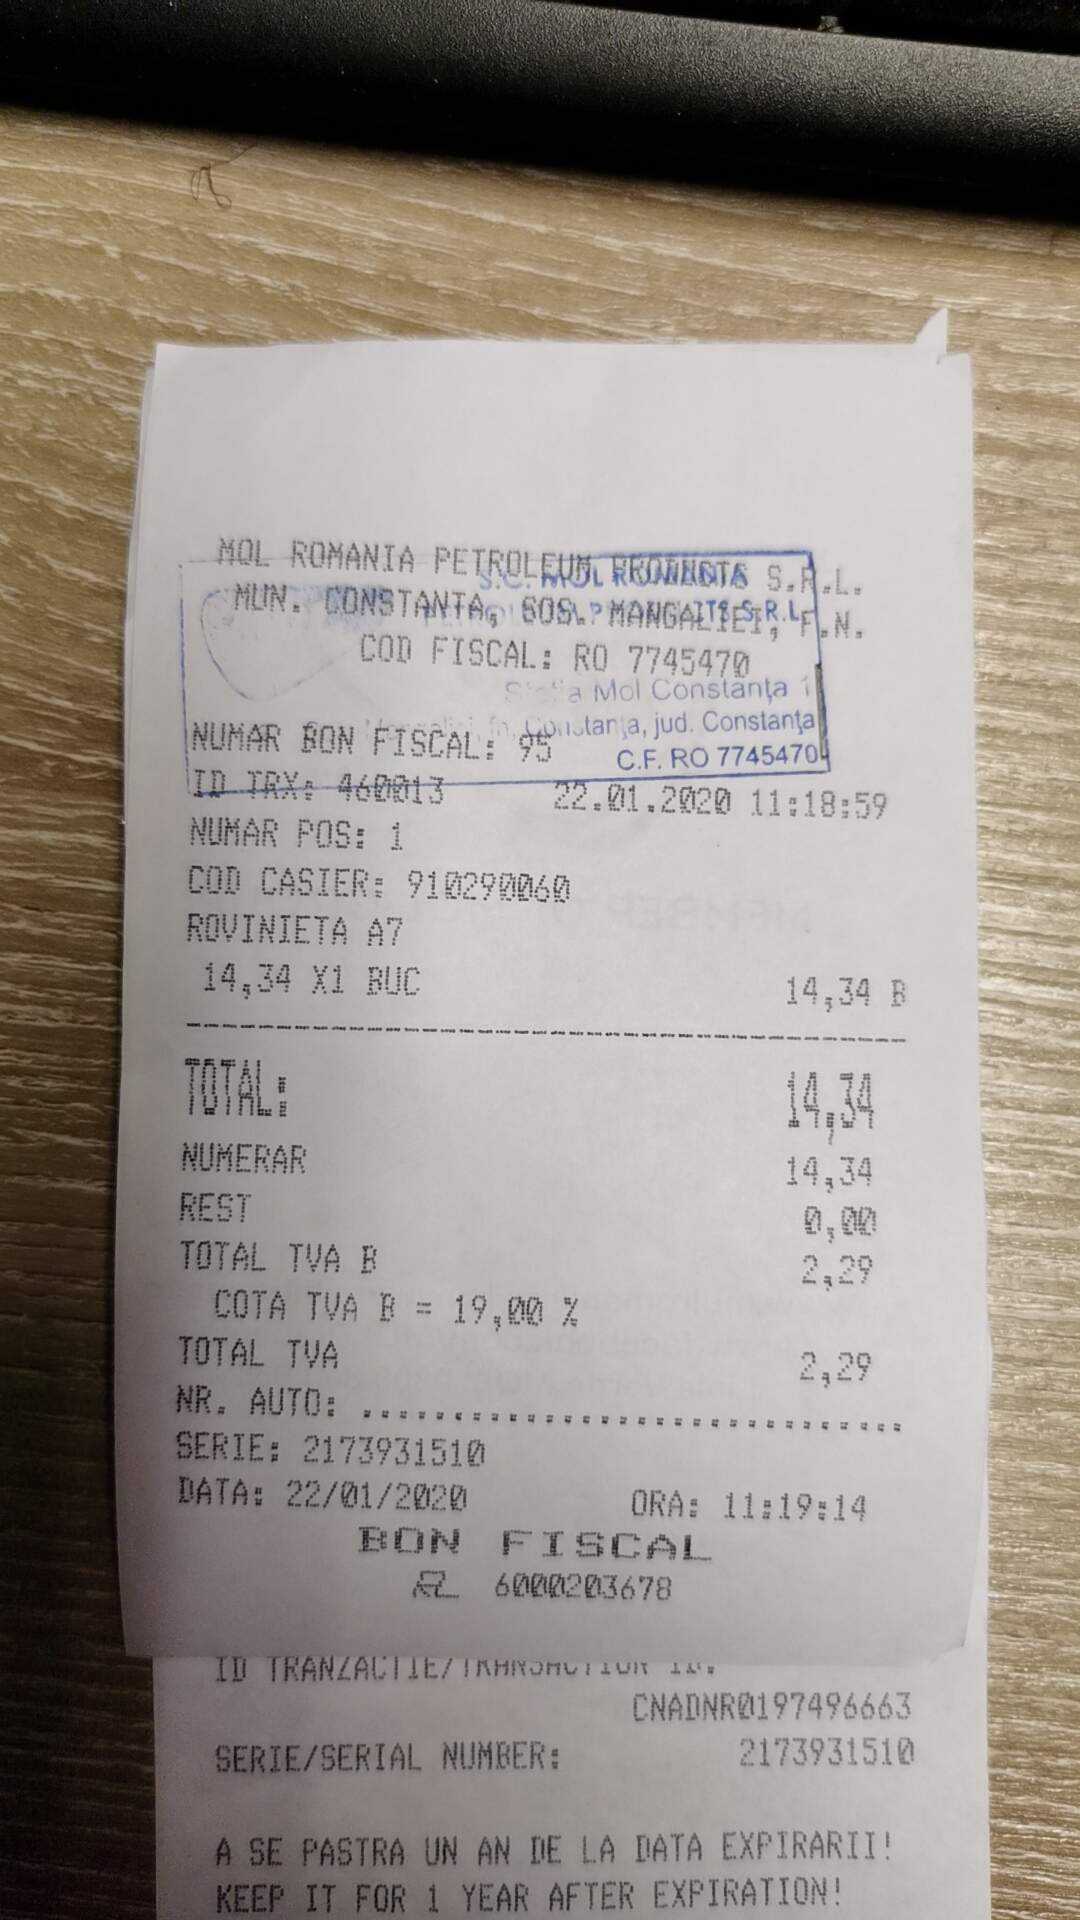 MOL ROMANIA PETROLEUM PRODUCTS S.R.L.
MUN. CONSTANTA, SOS. MANGALIEI, F.N.
COD FISCAL: RO 7745470
S.C. MOL ROMANIA
S.R.L
Mol Constanţa 1
Constanţa, jud. Constanţa
C.F. RO 7745470
NUMAR BON FISCAL: 95
ID TRX: 460013 22.01.2020 11:18:59
NUMAR POS: 1
COD CASIER: 910290060
ROVINIETA A7
14,34 X1 BUC 14,34 B
TOTAL: 14,34
NUMERAR 14,34
REST 0,00
TOTAL TVA B 2,29
COTA TVA B = 19,00 %
TOTAL TVA 2,29
NR. AUTO: ..............................
SERIE: 2173931510
DATA: 22/01/2020 ORA: 11:19:14
BON FISCAL
6000203678
ID TRANZACTIE/TRANSACTION ID:
CNADNR0197496663
SERIE/SERIAL NUMBER: 2173931510
A SE PASTRA UN AN DE LA DATA EXPIRARII!
KEEP IT FOR 1 YEAR AFTER EXPIRATION!